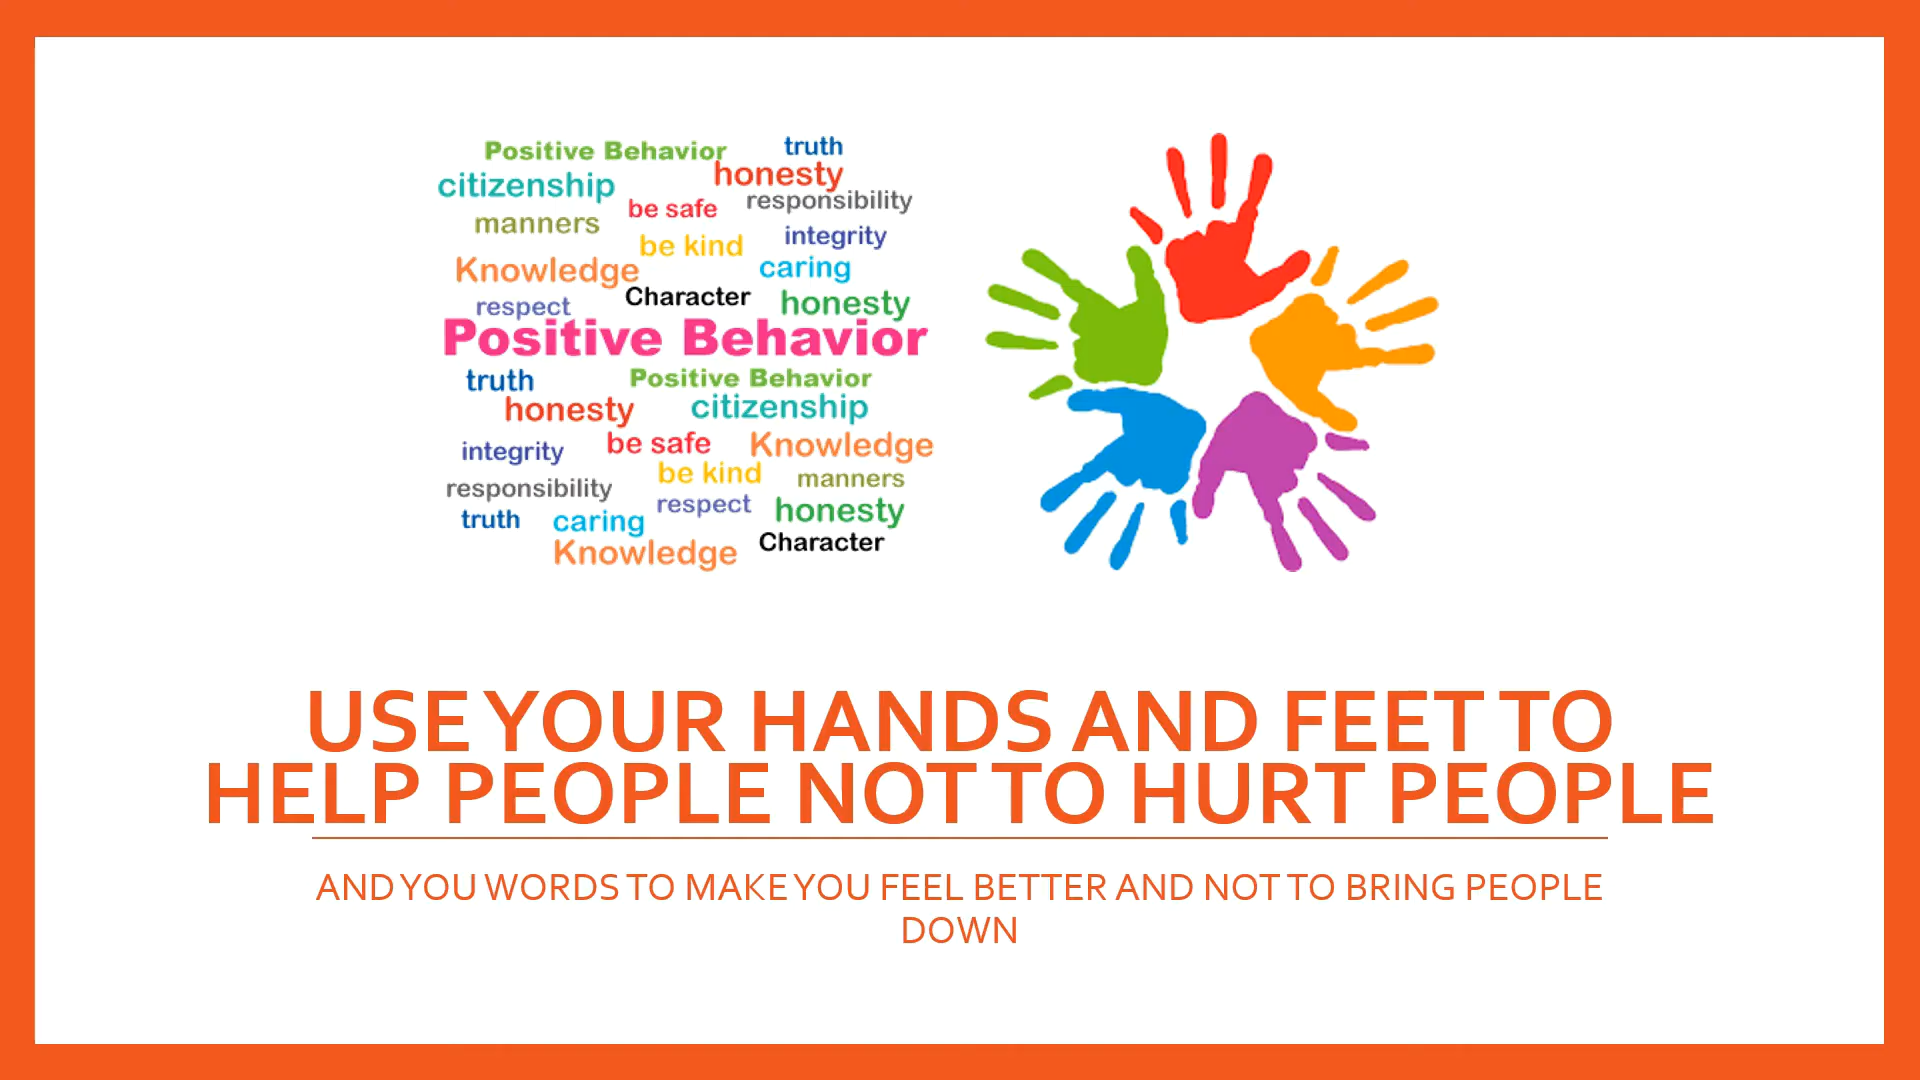 Positive Behavior truth
citizenship honesty
manners be safe responsibility
be kind integrity
Knowledge caring
respect Character honesty
Positive Behavior
truth Positive Behavior
honesty citizenship
integrity be safe Knowledge
be kind manners
responsibility respect honesty
truth caring
Knowledge Character
USE YOUR HANDS AND FEET TO
HELP PEOPLE NOT TO HURT PEOPLE
AND YOU WORDS TO MAKE YOU FEEL BETTER AND NOT TO BRING PEOPLE
DOWN